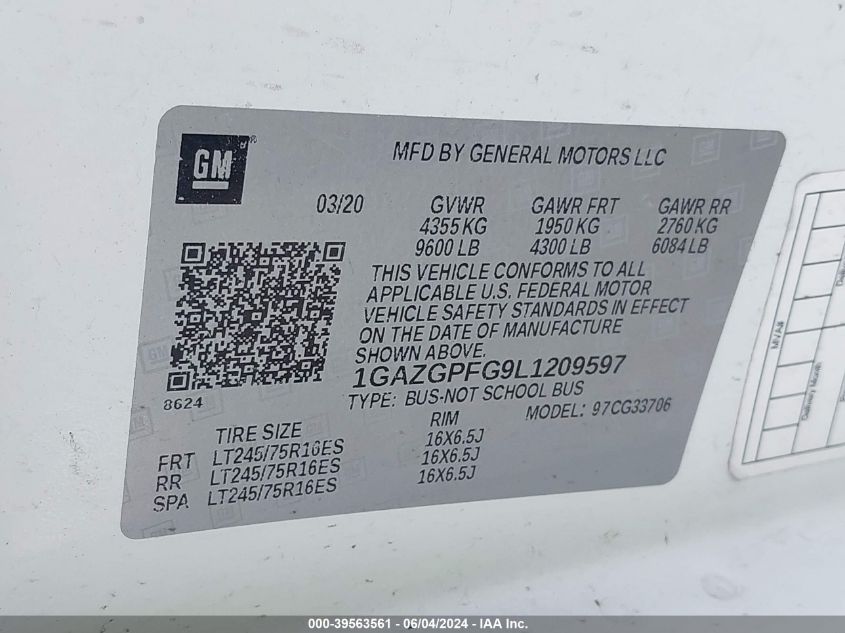 GM®
MFD BY GENERAL MOTORS LLC
03/20 GVWR GAWR FRT GAWR RR
4355 KG 1950 KG 2760 KG
9600 LB 4300 LB 6084 LB
THIS VEHICLE CONFORMS TO ALL
APPLICABLE U.S. FEDERAL MOTOR
VEHICLE SAFETY STANDARDS IN EFFECT
ON THE DATE OF MANUFACTURE
SHOWN ABOVE.
1GAZGPFG9L1209597
8624
TYPE: BUS-NOT SCHOOL BUS
MODEL: 97CG33706
TIRE SIZE RIM
FRT LT245/75R16ES 16X6.5J
RR LT245/75R16ES 16X6.5J
SPA LT245/75R16ES 16X6.5J
MVA#
Delivery Month
000-39563561 - 06/04/2024 - IAA Inc.